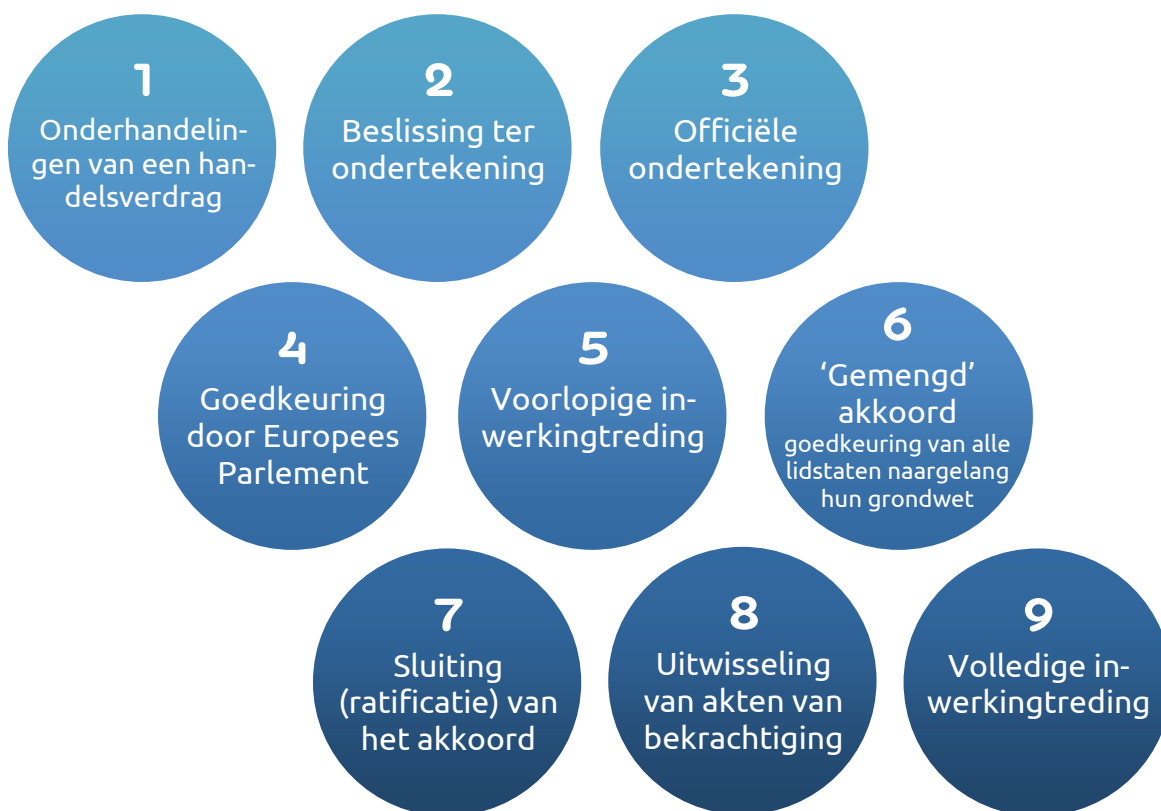 1
Onderhandelin-
gen van een han-
delsverdrag
2
Beslissing ter
ondertekening
3
Officiële
ondertekening
4
Goedkeuring
door Europees
Parlement
5
Voorlopige in-
werkingtreding
6
‘Gemengd’
akkoord
goedkeuring van alle
lidstaten naargelang
hun grondwet
7
Sluiting
(ratificatie) van
het akkoord
8
Uitwisseling
van akten van
bekrachtiging
9
Volledige in-
werkingtreding